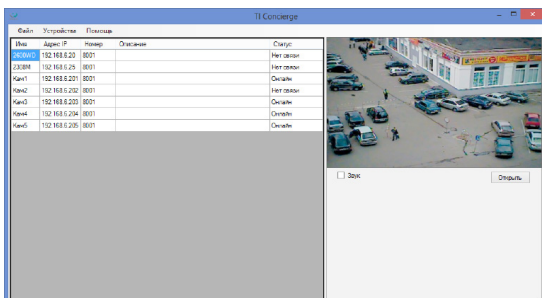 TI Concierge
Файл Устройства Помощь
Имя Адрес IP Номер Описание Статус
2400WD 192.168.6.20 8001 Нет связи
2308M 192.168.6.25 8001 Нет связи
Кам1 192.168.6.201 8001 Онлайн
Кам2 192.168.6.202 8001 Нет связи
Кам3 192.168.6.203 8001 Онлайн
Кам4 192.168.6.204 8001 Онлайн
Кам5 192.168.6.205 8001 Онлайн
Звук
Открыть